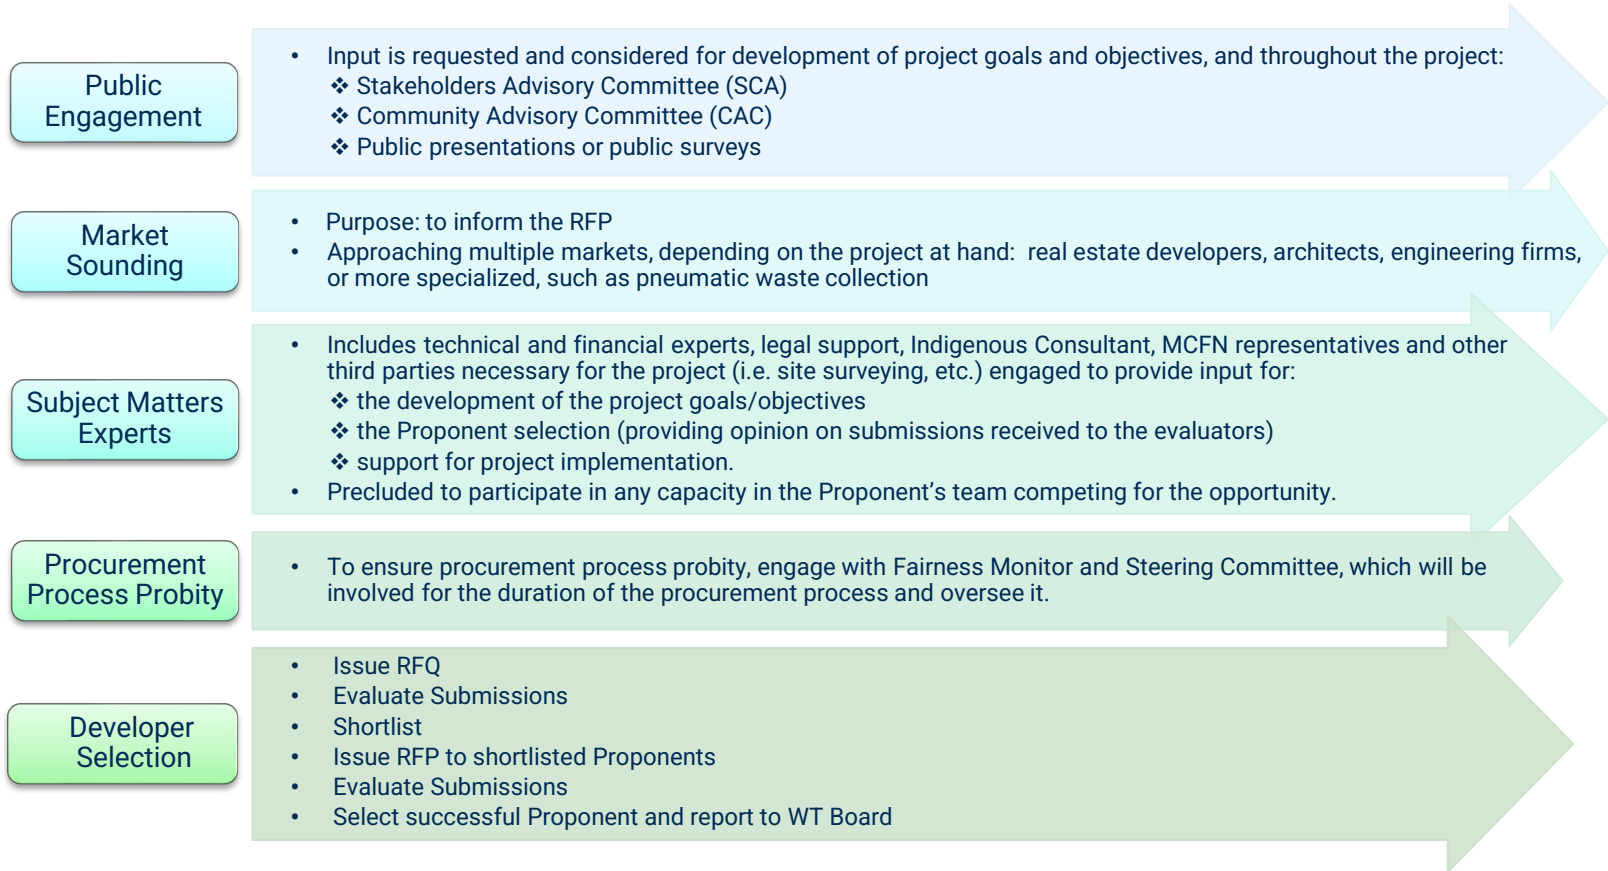 Public
Engagement
• Input is requested and considered for development of project goals and objectives, and throughout the project:
❖ Stakeholders Advisory Committee (SCA)
❖ Community Advisory Committee (CAC)
❖ Public presentations or public surveys
Market
Sounding
• Purpose: to inform the RFP
• Approaching multiple markets, depending on the project at hand: real estate developers, architects, engineering firms,
or more specialized, such as pneumatic waste collection
Subject Matters
Experts
• Includes technical and financial experts, legal support, Indigenous Consultant, MCFN representatives and other
third parties necessary for the project (i.e. site surveying, etc.) engaged to provide input for:
❖ the development of the project goals/objectives
❖ the Proponent selection (providing opinion on submissions received to the evaluators)
❖ support for project implementation.
• Precluded to participate in any capacity in the Proponent’s team competing for the opportunity.
Procurement
Process Probity
• To ensure procurement process probity, engage with Fairness Monitor and Steering Committee, which will be
involved for the duration of the procurement process and oversee it.
Developer
Selection
• Issue RFQ
• Evaluate Submissions
• Shortlist
• Issue RFP to shortlisted Proponents
• Evaluate Submissions
• Select successful Proponent and report to WT Board